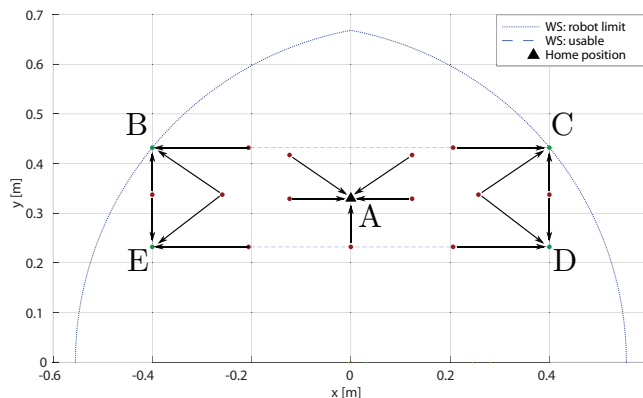 0.7
WS: robot limit
WS: usable
Home position
0.6
0.5
B
C
0.4
y [m]
0.3
A
E
D
0.2
0.1
0
-0.6
-0.4
-0.2
0
0.2
0.4
x [m]